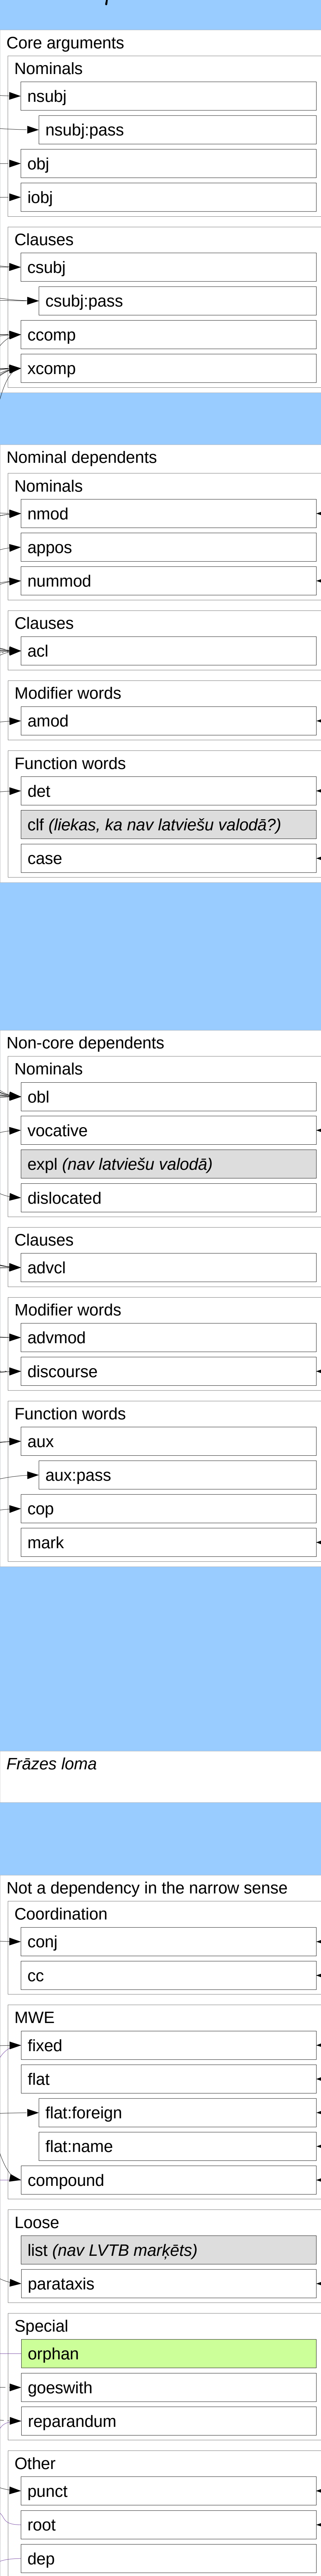 Core arguments
Nominals
nsubj
nsubj:pass
obj
iobj
Clauses
csubj
csubj:pass
ccomp
xcomp
Nominal dependents
Nominals
nmod
appos
nummod
Clauses
acl
Modifier words
amod
Function words
det
clf (liekas, ka nav latviešu valodā?)
case
Non-core dependents
Nominals
obl
vocative
expl (nav latviešu valodā)
dislocated
Clauses
advcl
Modifier words
advmod
discourse
Function words
aux
aux:pass
cop
mark
Frāzes loma
Not a dependency in the narrow sense
Coordination
conj
cc
MWE
fixed
flat
flat:foreign
flat:name
compound
Loose
list (nav LVTB marķēts)
parataxis
Special
orphan
goeswith
reparandum
Other
punct
root
dep